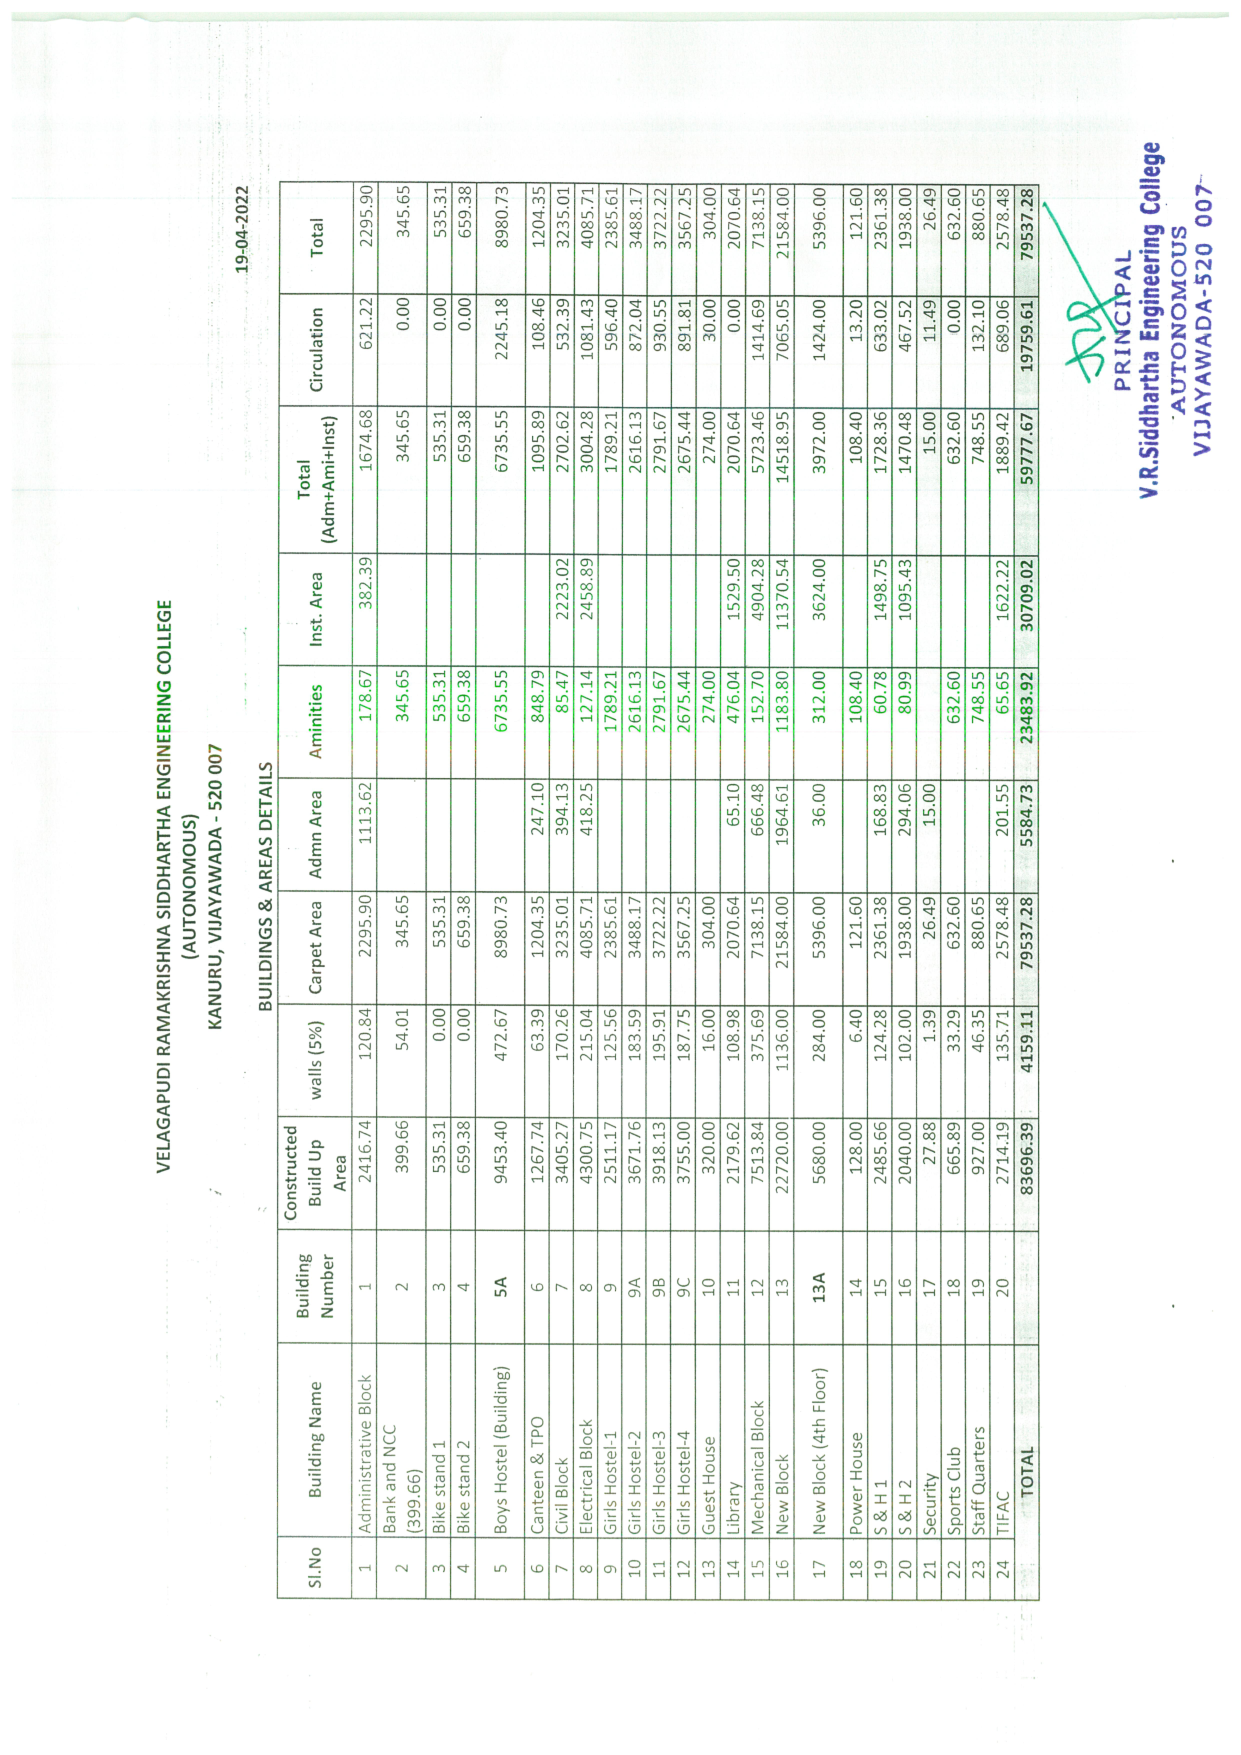 VELAGAPUDI RAMAKRISHNA SIDDHARTHA ENGINEERING COLLEGE
(AUTONOMOUS)
KANURU, VIJAYAWADA - 520 007
19-04-2022
BUILDINGS & AREAS DETAILS
Sl.No Building Name Building Number Constructed Build Up Area walls (5%) Carpet Area Admn Area Aminities Inst. Area Total (Adm+Ami+Inst) Circulation Total
1 Administrative Block 1 2416.74 120.84 2295.90 1113.62 178.67 382.39 1674.68 621.22 2295.90
2 Bank and NCC (399.66) 2 399.66 54.01 345.65 345.65 345.65 0.00 345.65
3 Bike stand 1 3 535.31 0.00 535.31 535.31 535.31 0.00 535.31
4 Bike stand 2 4 659.38 0.00 659.38 659.38 659.38 0.00 659.38
5 Boys Hostel (Building) 5A 9453.40 472.67 8980.73 6735.55 6735.55 2245.18 8980.73
6 Canteen & TPO 6 1267.74 63.39 1204.35 247.10 848.79 1095.89 108.46 1204.35
7 Civil Block 7 3405.27 170.26 3235.01 394.13 85.47 2223.02 2702.62 532.39 3235.01
8 Electrical Block 8 4300.75 215.04 4085.71 418.25 127.14 2458.89 3004.28 1081.43 4085.71
9 Girls Hostel-1 9 2511.17 125.56 2385.61 1789.21 1789.21 596.40 2385.61
10 Girls Hostel-2 9A 3671.76 183.59 3488.17 2616.13 2616.13 872.04 3488.17
11 Girls Hostel-3 9B 3918.13 195.91 3722.22 2791.67 2791.67 930.55 3722.22
12 Girls Hostel-4 9C 3755.00 187.75 3567.25 2675.44 2675.44 891.81 3567.25
13 Guest House 10 320.00 16.00 304.00 274.00 274.00 30.00 304.00
14 Library 11 2179.62 108.98 2070.64 65.10 476.04 1529.50 2070.64 0.00 2070.64
15 Mechanical Block 12 7513.84 375.69 7138.15 666.48 152.70 4904.28 5723.46 1414.69 7138.15
16 New Block 13 22720.00 1136.00 21584.00 1964.61 1183.80 11370.54 14518.95 7065.05 21584.00
17 New Block (4th Floor) 13A 5680.00 284.00 5396.00 36.00 312.00 3624.00 3972.00 1424.00 5396.00
18 Power House 14 128.00 6.40 121.60 108.40 108.40 13.20 121.60
19 S & H 1 15 2485.66 124.28 2361.38 168.83 60.78 1498.75 1728.36 633.02 2361.38
20 S & H 2 16 2040.00 102.00 1938.00 294.06 80.99 1095.43 1470.48 467.52 1938.00
21 Security 17 27.88 1.39 26.49 15.00 15.00 11.49 26.49
22 Sports Club 18 665.89 33.29 632.60 632.60 632.60 0.00 632.60
23 Staff Quarters 19 927.00 46.35 880.65 748.55 748.55 132.10 880.65
24 TIFAC 20 2714.19 135.71 2578.48 201.55 65.65 1622.22 1889.42 689.06 2578.48
TOTAL 83696.39 4159.11 79537.28 5584.73 23483.92 30709.02 59777.67 19759.61 79537.28
PRINCIPAL
V.R.Siddhartha Engineering College
AUTONOMOUS
VIJAYAWADA-520 007